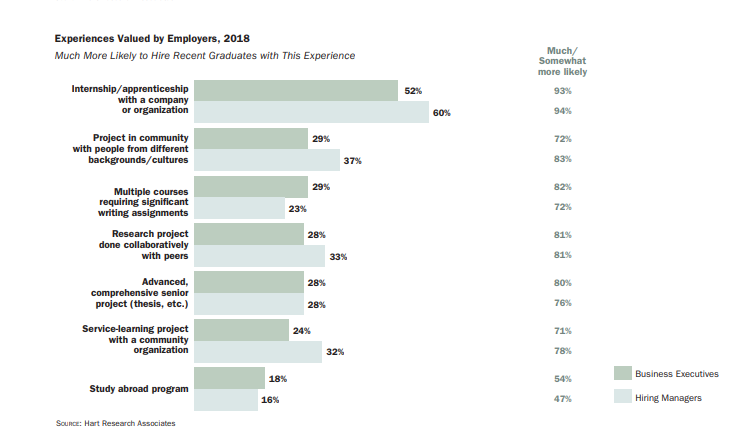 Experiences Valued by Employers, 2018
Much More Likely to Hire Recent Graduates with This Experience
Much/
Somewhat
more likely
Internship/apprenticeship
with a company
or organization
52%
93%
60%
94%
Project in community
with people from different
backgrounds/cultures
29%
72%
37%
83%
Multiple courses
requiring significant
writing assignments
29%
82%
23%
72%
Research project
done collaboratively
with peers
28%
81%
33%
81%
Advanced,
comprehensive senior
project (thesis, etc.)
28%
80%
28%
76%
Service-learning project
with a community
organization
24%
71%
32%
78%
Study abroad program
18%
54%
16%
47%
Business Executives
Hiring Managers
Source: Hart Research Associates